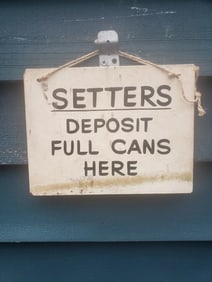 SETTERS
DEPOSIT
FULL CANS
HERE